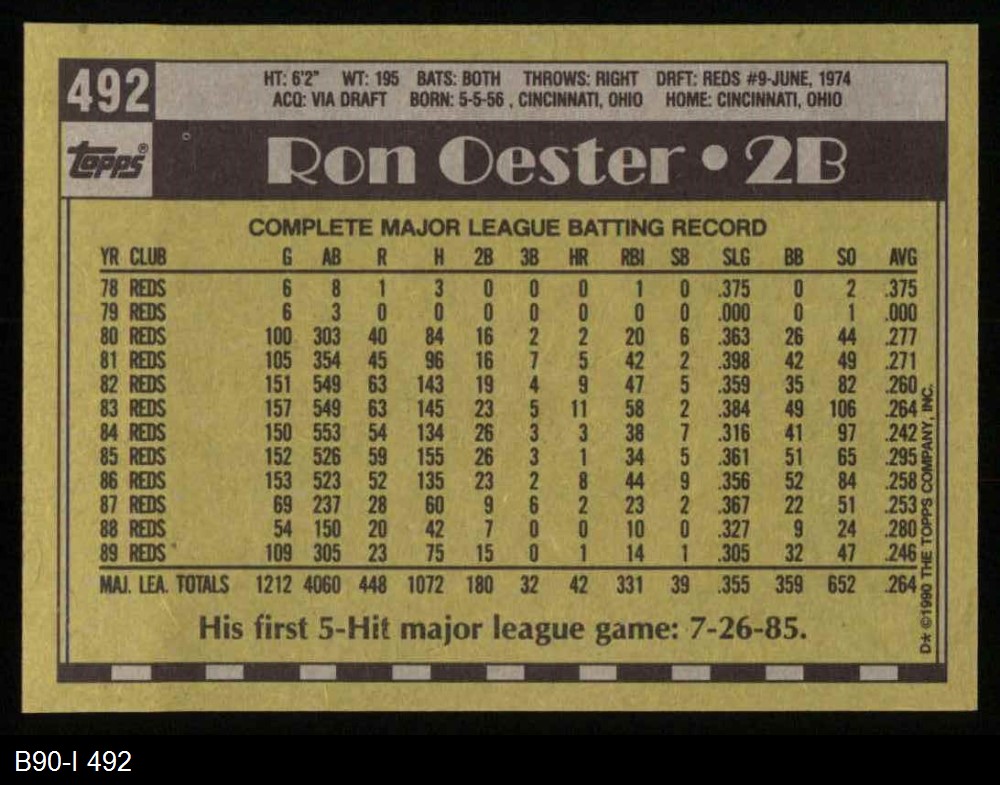 492
HT: 6'2" WT: 195 BATS: BOTH THROWS: RIGHT DRFT: REDS #9-JUNE, 1974
ACQ: VIA DRAFT BORN: 5-5-56 , CINCINNATI, OHIO HOME: CINCINNATI, OHIO
topps®
Ron Oester • 2B
COMPLETE MAJOR LEAGUE BATTING RECORD
YR CLUB G AB R H 2B 3B HR RBI SB SLG BB SO AVG
78 REDS 6 8 1 3 0 0 0 1 0 .375 0 2 .375
79 REDS 6 3 0 0 0 0 0 0 0 .000 0 1 .000
80 REDS 100 303 40 84 16 2 2 20 6 .363 26 44 .277
81 REDS 105 354 45 96 16 7 5 42 2 .398 42 49 .271
82 REDS 151 549 63 143 19 4 9 47 5 .359 35 82 .260
83 REDS 157 549 63 145 23 5 11 58 2 .384 49 106 .264
84 REDS 150 553 54 134 26 3 3 38 7 .316 41 97 .242
85 REDS 152 526 59 155 26 3 1 34 5 .361 51 65 .295
86 REDS 153 523 52 135 23 2 8 44 9 .356 52 84 .258
87 REDS 69 237 28 60 9 6 2 23 2 .367 22 51 .253
88 REDS 54 150 20 42 7 0 0 10 0 .327 9 24 .280
89 REDS 109 305 23 75 15 0 1 14 1 .305 32 47 .246
MAJ. LEA. TOTALS 1212 4060 448 1072 180 32 42 331 39 .355 359 652 .264
His first 5-Hit major league game: 7-26-85.
D* ©1990 THE TOPPS COMPANY, INC.
B90-I 492